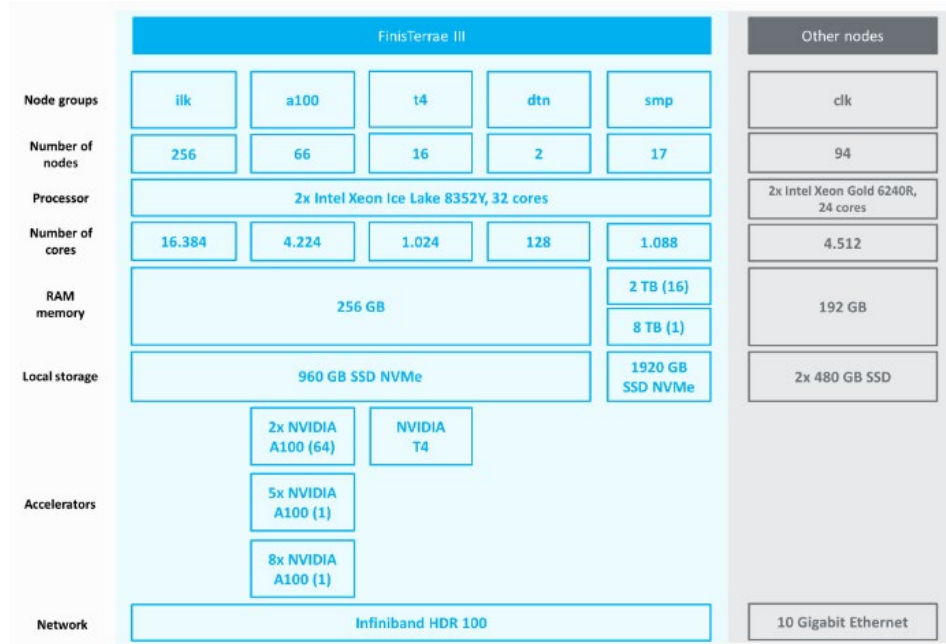 FinisTerrae III
Other nodes
Node groups
ilk
a100
t4
dtn
smp
clk
Number of
nodes
256
66
16
2
17
94
Processor
2x Intel Xeon Ice Lake 8352Y, 32 cores
2x Intel Xeon Gold 6240R,
24 cores
Number of
cores
16.384
4.224
1.024
128
1.088
4.512
RAM
memory
256 GB
2 TB (16)
8 TB (1)
192 GB
Local storage
960 GB SSD NVMe
1920 GB
SSD NVMe
2x 480 GB SSD
Accelerators
2x NVIDIA
A100 (64)
NVIDIA
T4
5x NVIDIA
A100 (1)
8x NVIDIA
A100 (1)
Network
Infiniband HDR 100
10 Gigabit Ethernet